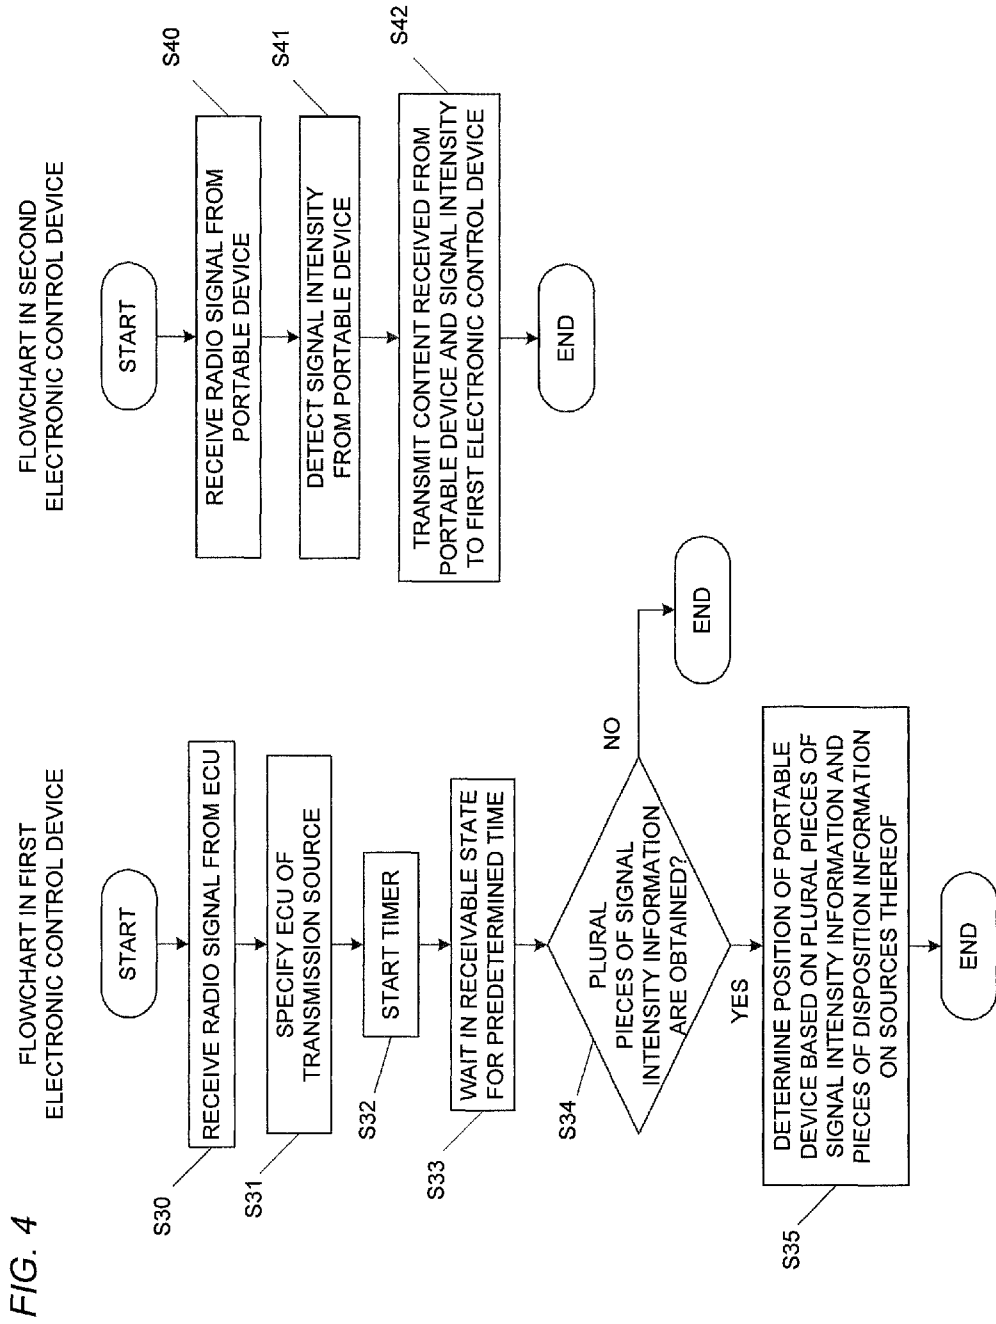 FIG. 4
FLOWCHART IN FIRST
ELECTRONIC CONTROL DEVICE
START
S30
RECEIVE RADIO SIGNAL FROM ECU
S31
SPECIFY ECU OF
TRANSMISSION SOURCE
S32
START TIMER
S33
WAIT IN RECEIVABLE STATE
FOR PREDETERMINED TIME
S34
PLURAL
PIECES OF SIGNAL
INTENSITY INFORMATION
ARE OBTAINED?
NO
END
YES
S35
DETERMINE POSITION OF PORTABLE
DEVICE BASED ON PLURAL PIECES OF
SIGNAL INTENSITY INFORMATION AND
PIECES OF DISPOSITION INFORMATION
ON SOURCES THEREOF
END
FLOWCHART IN SECOND
ELECTRONIC CONTROL DEVICE
START
S40
RECEIVE RADIO SIGNAL FROM
PORTABLE DEVICE
S41
DETECT SIGNAL INTENSITY
FROM PORTABLE DEVICE
S42
TRANSMIT CONTENT RECEIVED FROM
PORTABLE DEVICE AND SIGNAL INTENSITY
TO FIRST ELECTRONIC CONTROL DEVICE
END